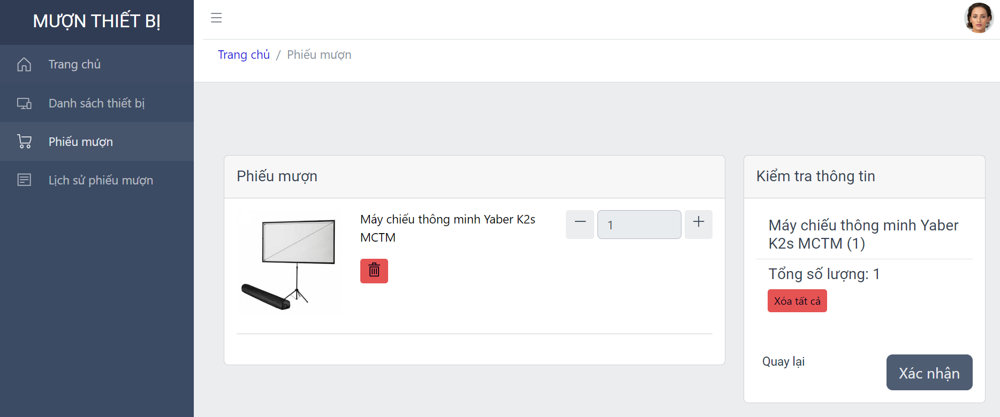 MƯỢN THIẾT BỊ
Trang chủ
Danh sách thiết bị
Phiếu mượn
Lịch sử phiếu mượn
Trang chủ / Phiếu mượn
Phiếu mượn
Máy chiếu thông minh Yaber K2s
MCTM
1
Kiểm tra thông tin
Máy chiếu thông minh Yaber
K2s MCTM (1)
Tổng số lượng: 1
Xóa tất cả
Quay lại
Xác nhận